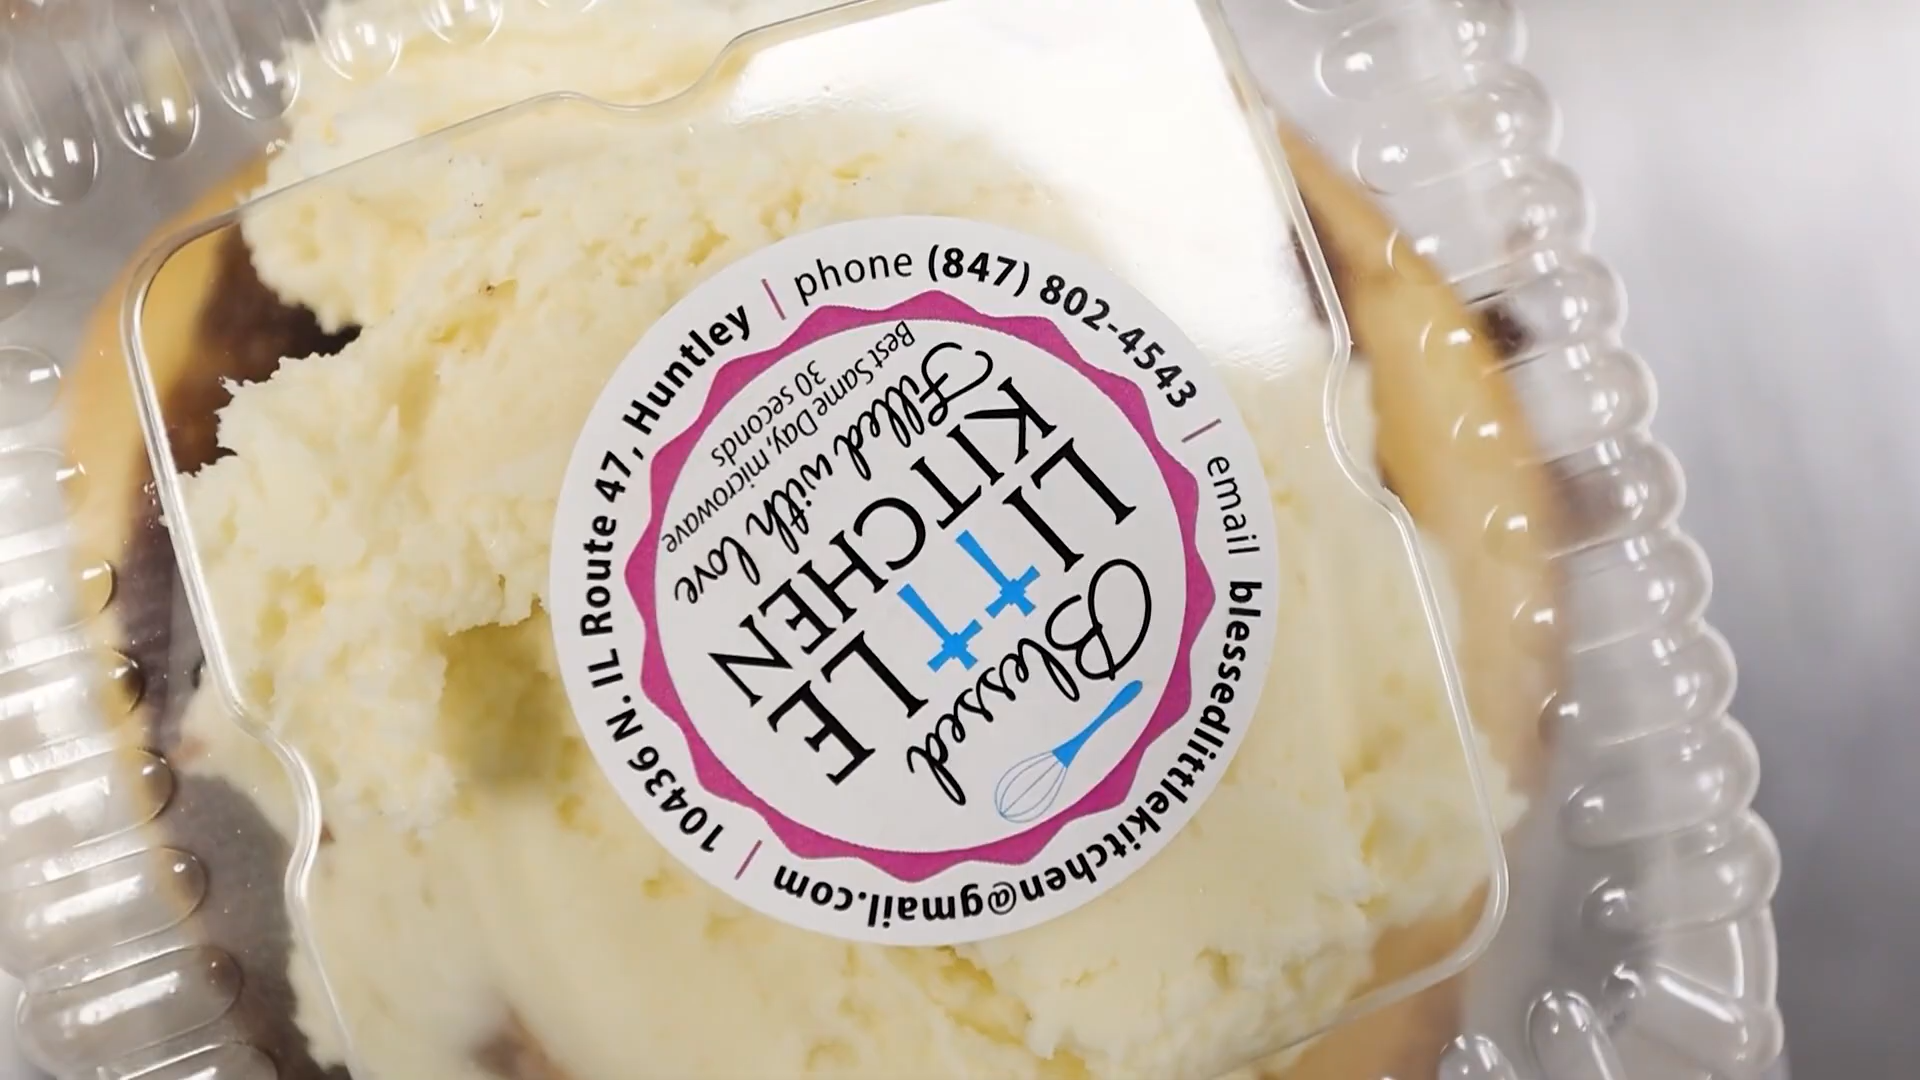 Blessed
LITTLE
KITCHEN
Filled with love
Best Same Day, microwave
30 seconds
10436 N. IL Route 47, Huntley | phone (847) 802-4543 | email blessedlittlekitchen@gmail.com |